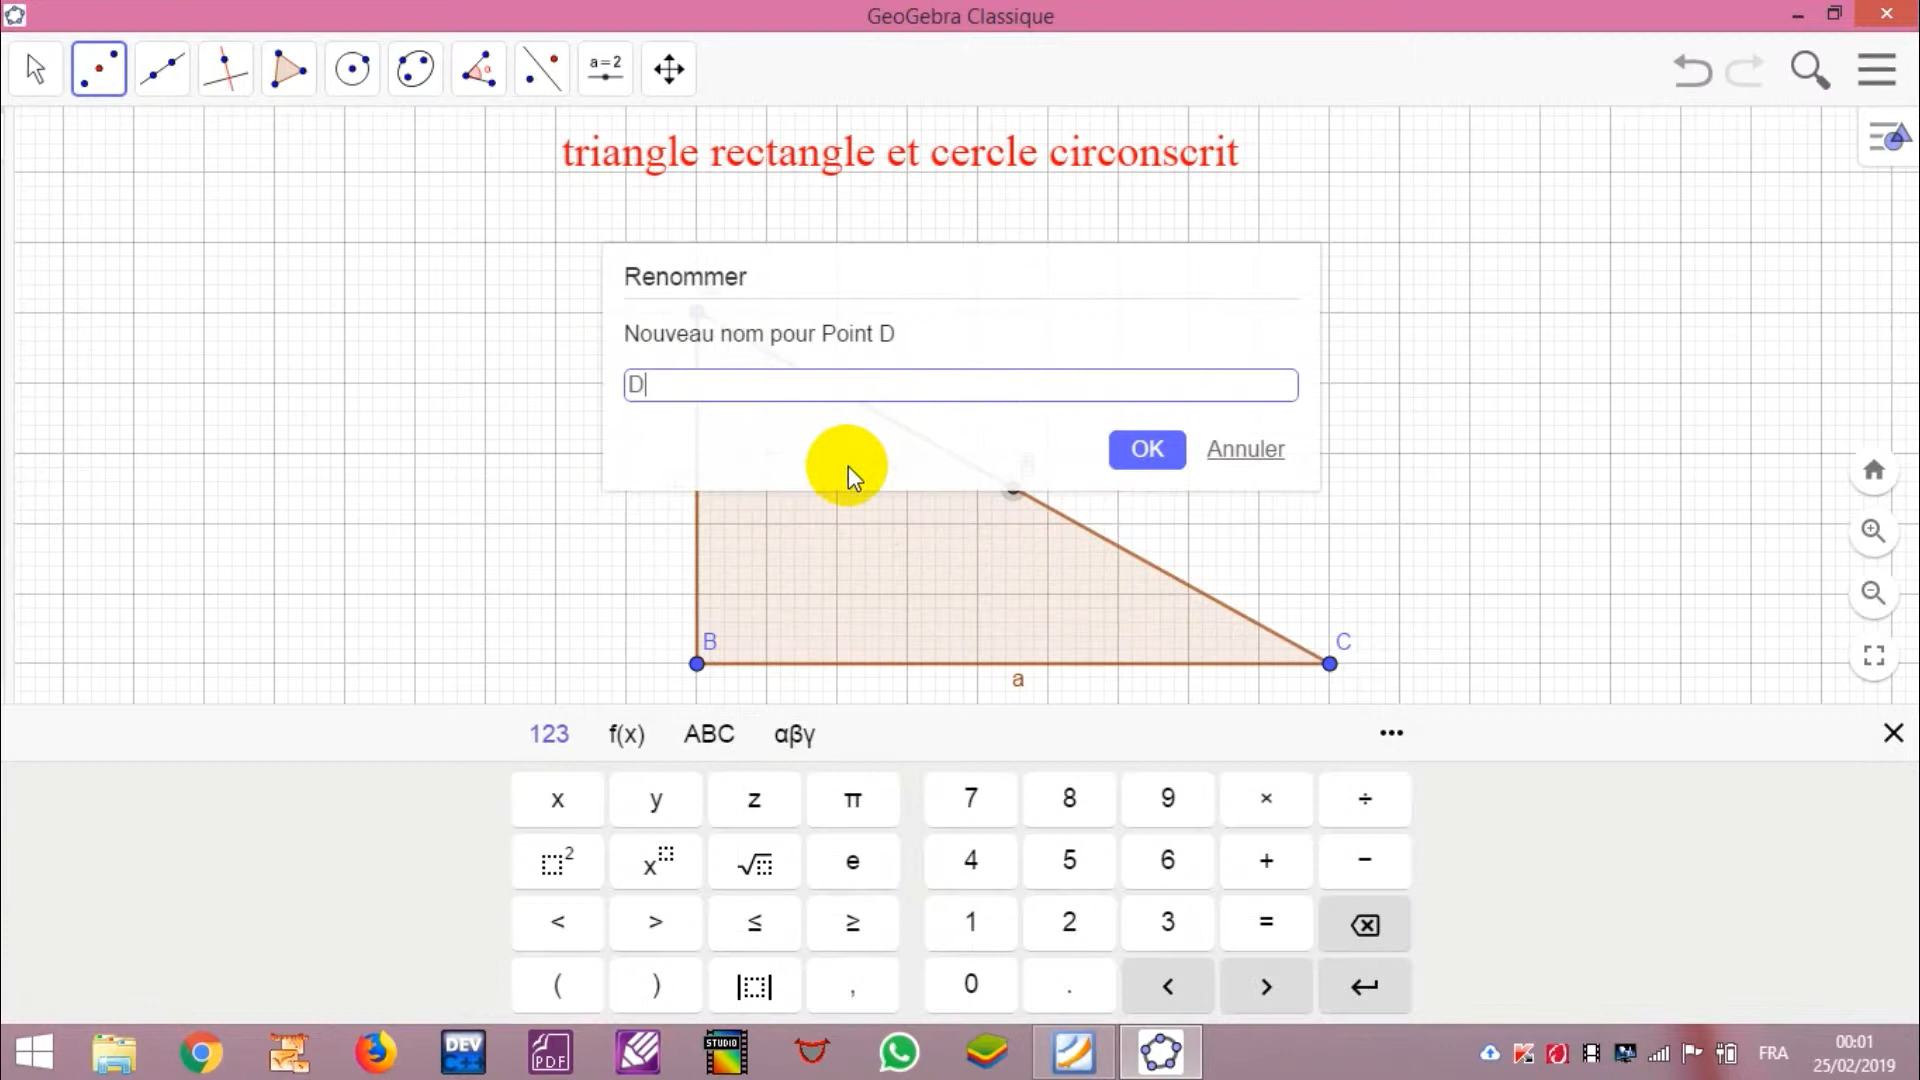 GeoGebra Classique
a=2
α
triangle rectangle et cercle circonscrit
Renommer
Nouveau nom pour Point D
D
OK
Annuler
B
C
a
123
f(x)
ABC
αβγ
x y z π 7 8 9 × ÷
2 x √ e 4 5 6 + −
< > ≤ ≥ 1 2 3 =
( ) | | , 0 . < >
DEV C++
PDF
STUDIO
FRA
00:01
25/02/2019